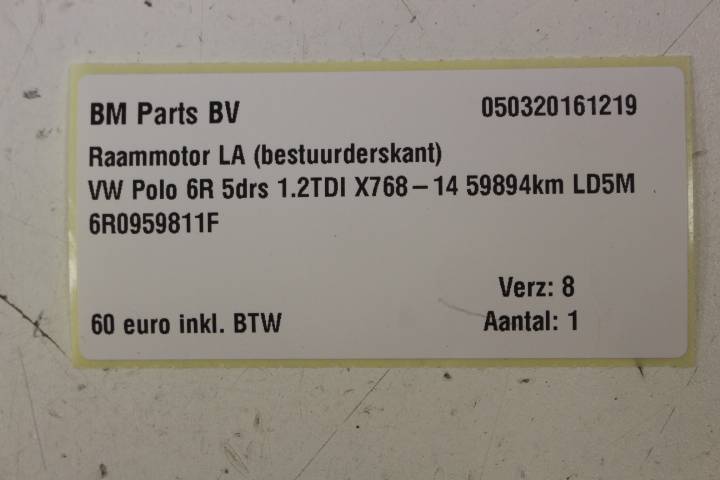 BM Parts BV 050320161219
Raammotor LA (bestuurderskant)
VW Polo 6R 5drs 1.2TDI X768-14 59894km LD5M
6R0959811F
Verz: 8
60 euro inkl. BTW Aantal: 1